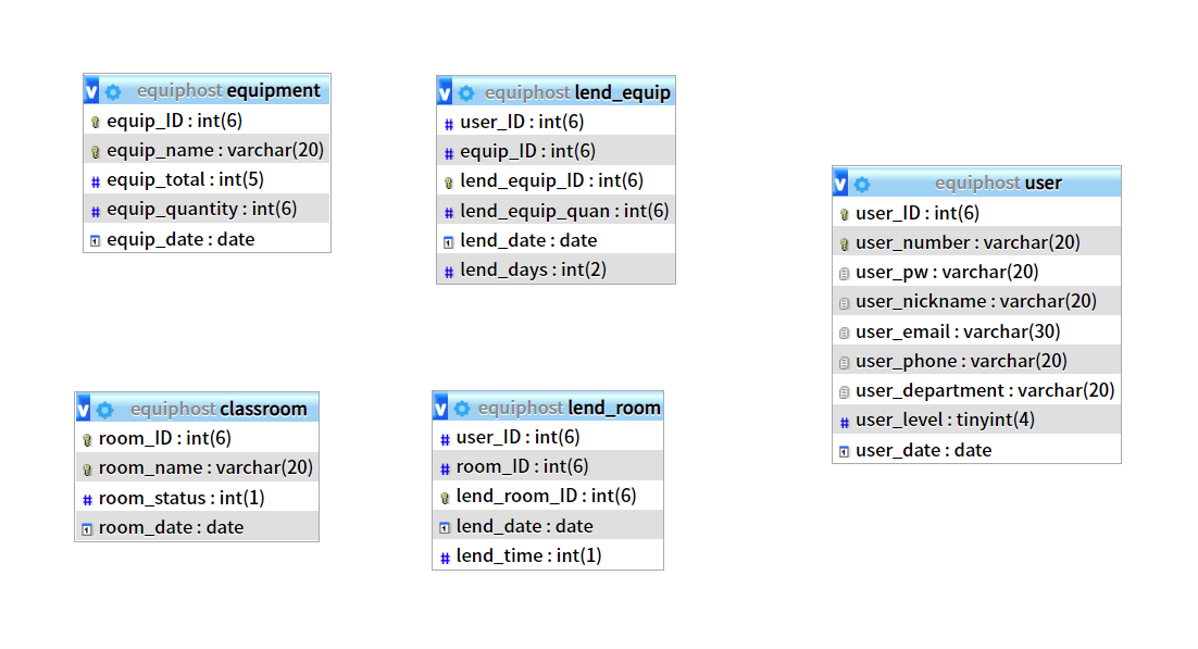 equiphost equipment
equip_ID : int(6)
equip_name : varchar(20)
equip_total : int(5)
equip_quantity : int(6)
equip_date : date
equiphost lend_equip
user_ID : int(6)
equip_ID : int(6)
lend_equip_ID : int(6)
lend_equip_quan : int(6)
lend_date : date
lend_days : int(2)
equiphost user
user_ID : int(6)
user_number : varchar(20)
user_pw : varchar(20)
user_nickname : varchar(20)
user_email : varchar(30)
user_phone : varchar(20)
user_department : varchar(20)
user_level : tinyint(4)
user_date : date
equiphost classroom
room_ID : int(6)
room_name : varchar(20)
room_status : int(1)
room_date : date
equiphost lend_room
user_ID : int(6)
room_ID : int(6)
lend_room_ID : int(6)
lend_date : date
lend_time : int(1)